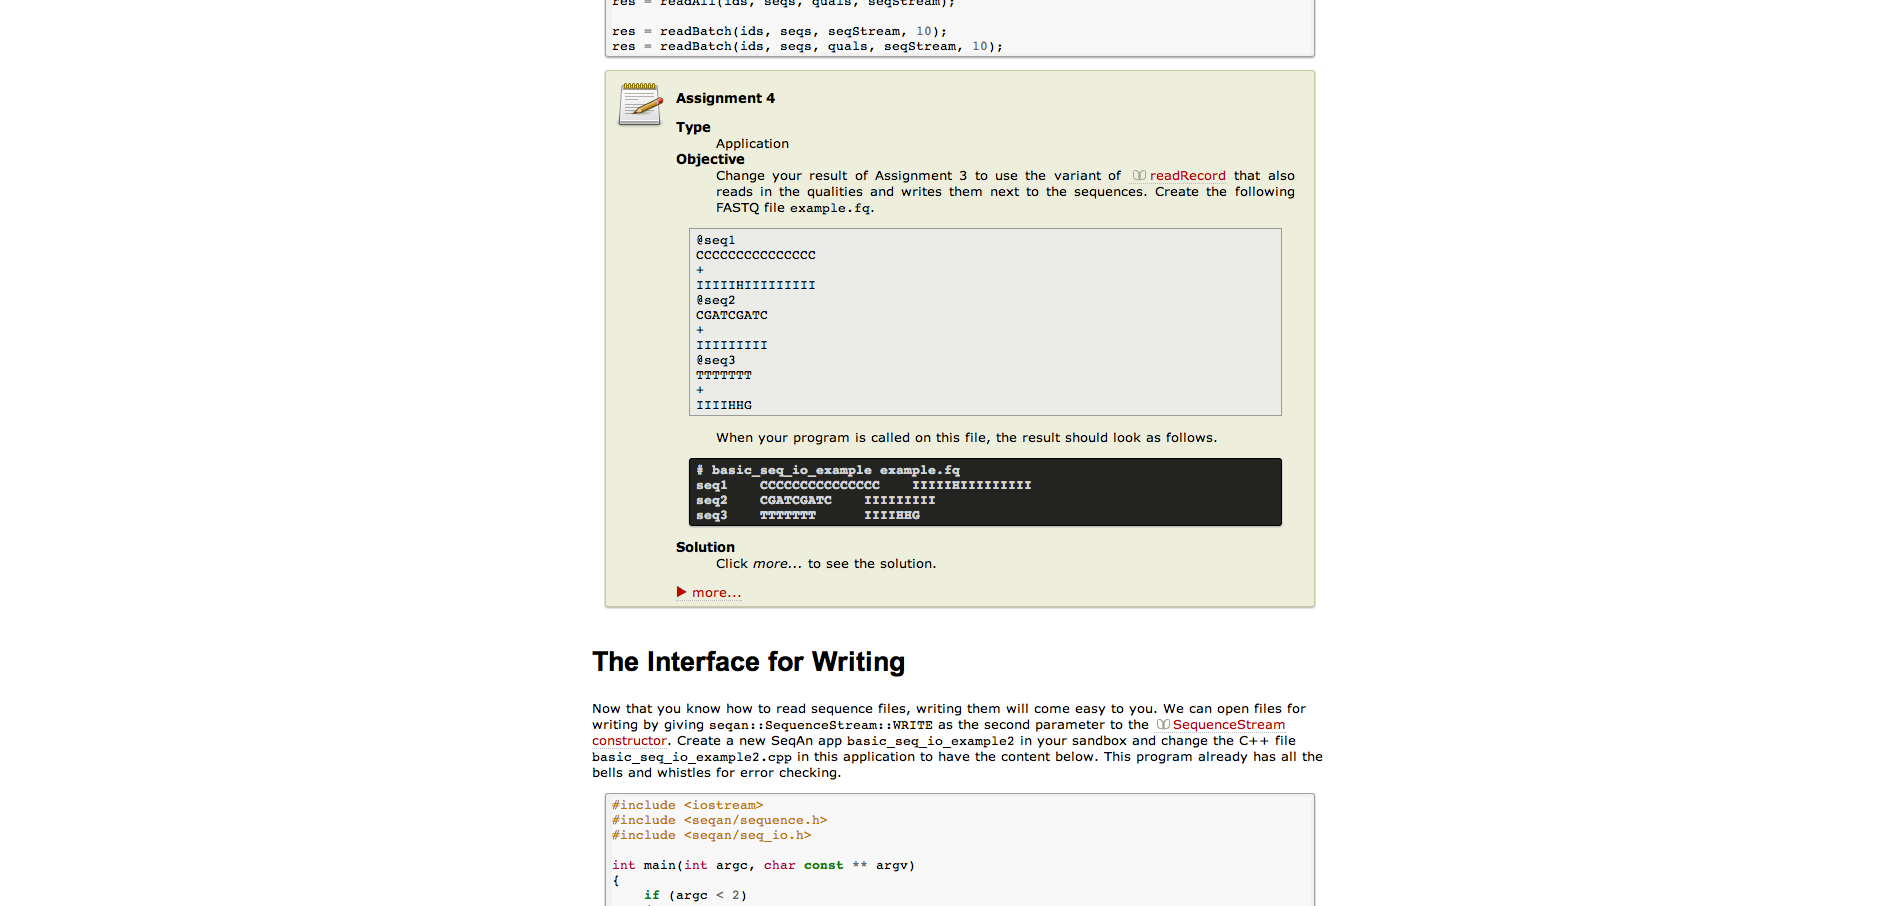 res = readAll(ids, seqs, quals, seqStream);
res = readBatch(ids, seqs, seqStream, 10);
res = readBatch(ids, seqs, quals, seqStream, 10);
Assignment 4
Type
Application
Objective
Change your result of Assignment 3 to use the variant of readRecord that also
reads in the qualities and writes them next to the sequences. Create the following
FASTQ file example.fq.
@seq1
CCCCCCCCCCCCCCC
+
IIIIIHIIIIIIIII
@seq2
CGATCGATC
+
IIIIIIIII
@seq3
TTTTTTT
+
IIIIHHG
When your program is called on this file, the result should look as follows.
# basic_seq_io_example example.fq
seq1    CCCCCCCCCCCCCCC    IIIIIHIIIIIIIII
seq2    CGATCGATC    IIIIIIIII
seq3    TTTTTTT      IIIIHHG
Solution
Click more... to see the solution.
more...
The Interface for Writing
Now that you know how to read sequence files, writing them will come easy to you. We can open files for
writing by giving seqan::SequenceStream::WRITE as the second parameter to the SequenceStream
constructor. Create a new SeqAn app basic_seq_io_example2 in your sandbox and change the C++ file
basic_seq_io_example2.cpp in this application to have the content below. This program already has all the
bells and whistles for error checking.
#include <iostream>
#include <seqan/sequence.h>
#include <seqan/seq_io.h>
int main(int argc, char const ** argv)
{
    if (argc < 2)